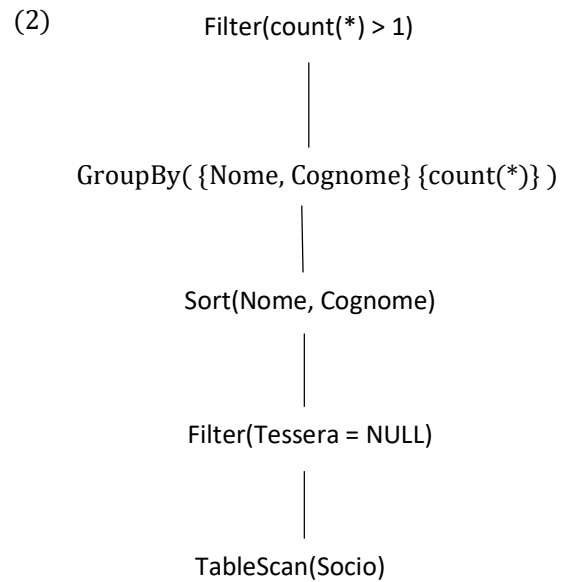 (2)
Filter(count(*) > 1)
GroupBy( {Nome, Cognome} {count(*)} )
Sort(Nome, Cognome)
Filter(Tessera = NULL)
TableScan(Socio)